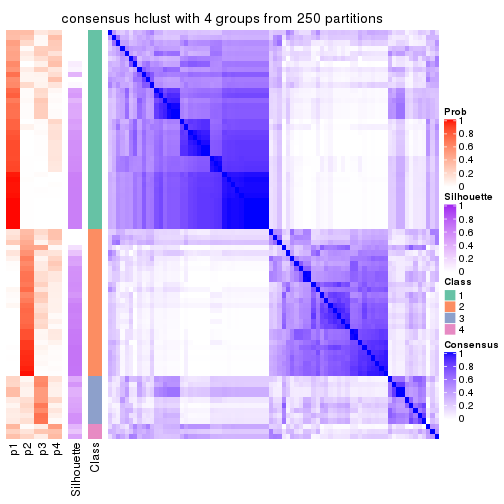 consensus hclust with 4 groups from 250 partitions
Prob
1
0.8
0.6
0.4
0.2
0
Silhouette
1
0.8
0.6
0.4
0.2
0
Class
1
2
3
4
Consensus
1
0.8
0.6
0.4
0.2
0
p1
p2
p3
p4
Silhouette
Class